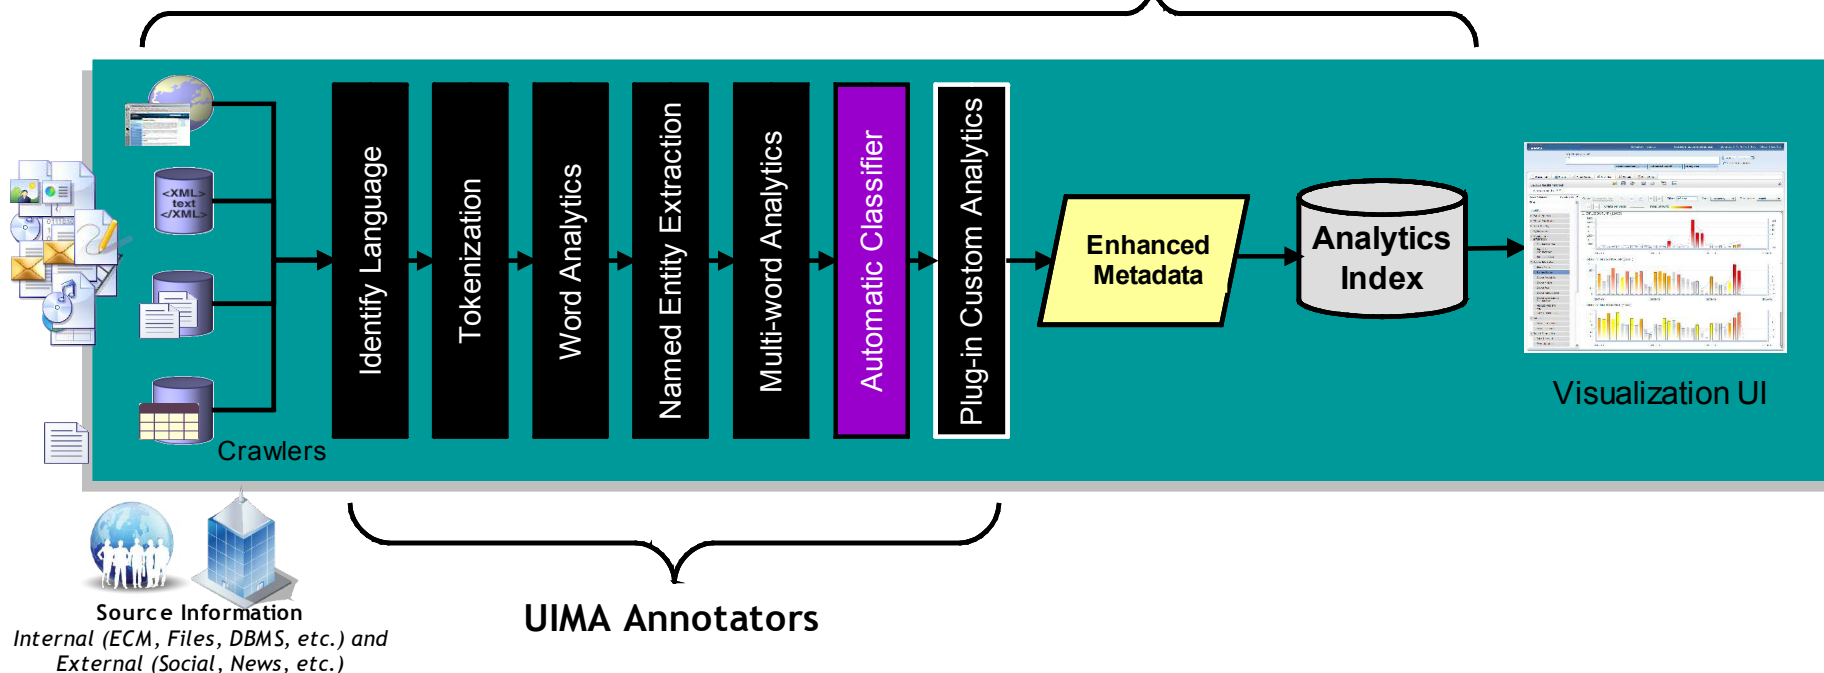 <XML>
text
</XML>
Crawlers
Identify Language
Tokenization
Word Analytics
Named Entity Extraction
Multi-word Analytics
Automatic Classifier
Plug-in Custom Analytics
Enhanced
Metadata
Analytics
Index
Visualization UI
Source Information
Internal (ECM, Files, DBMS, etc.) and
External (Social, News, etc.)
UIMA Annotators